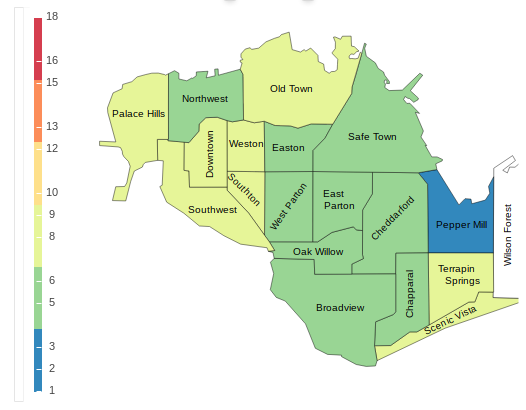 18
16
15
13
12
10
9
8
6
5
3
2
1
Old Town
Northwest
Palace Hills
Safe Town
Downtown
Weston
Easton
Southton
Southwest
West Parton
East
Parton
Cheddarford
Pepper Mill
Wilson Forest
Oak Willow
Terrapin
Springs
Chapparal
Broadview
Scenic Vista